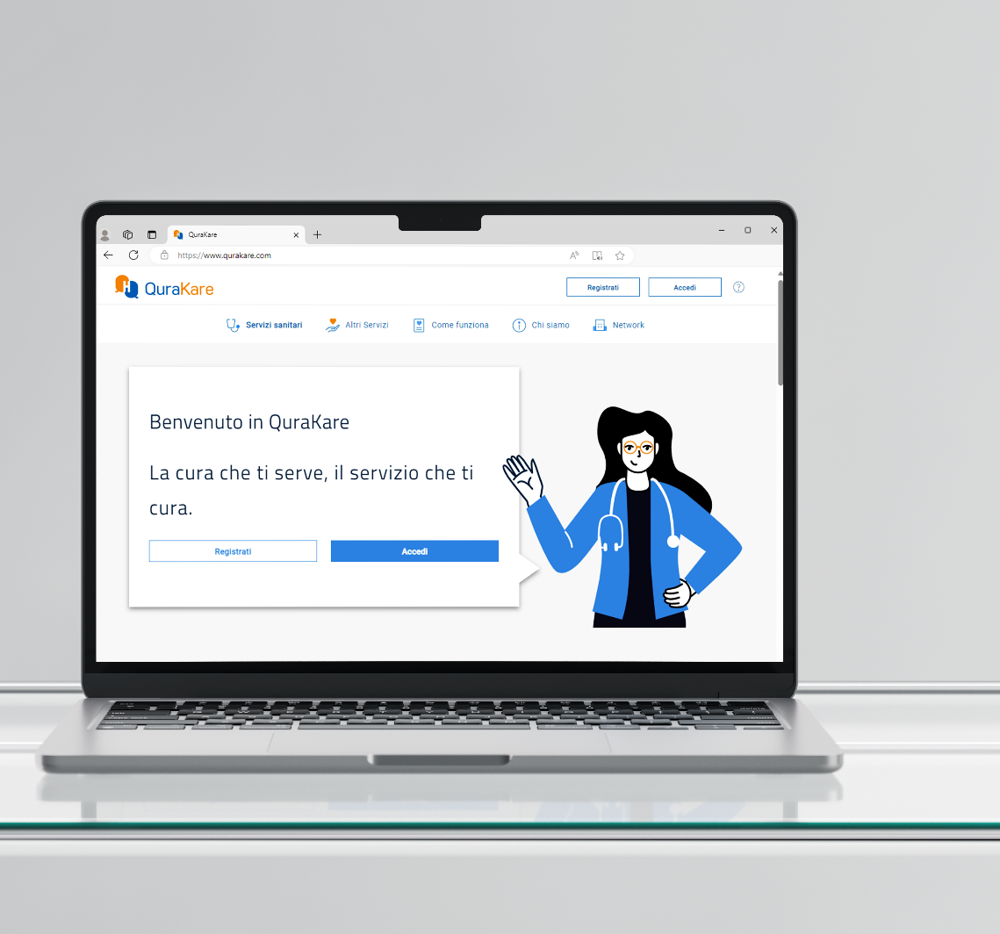 QuraKare
https://www.qurakare.com
QuraKare
Registrati
Accedi
?
Servizi sanitari
Altri Servizi
Come funziona
Chi siamo
Network
Benvenuto in QuraKare
La cura che ti serve, il servizio che ti
cura.
Registrati
Accedi
delete